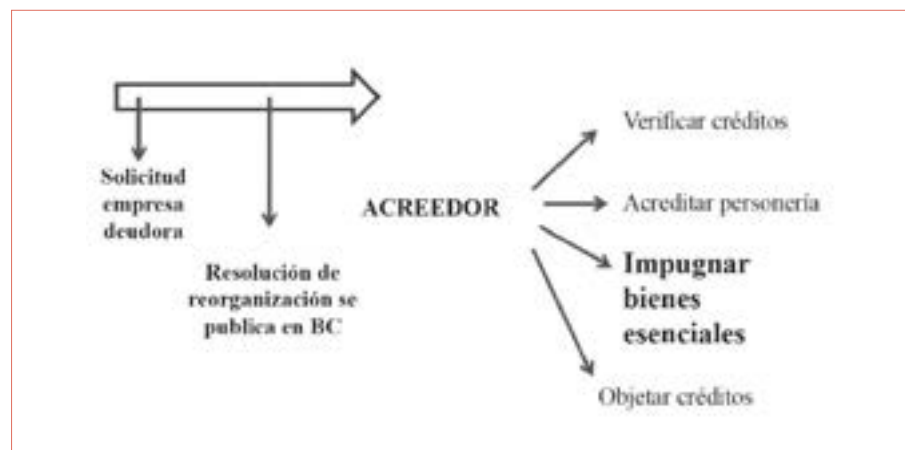 Solicitud
empresa
deudora
Resolución de
reorganización se
publica en BC
ACREEDOR
Verificar créditos
Acreditar personería
Impugnar
bienes
esenciales
Objetar créditos